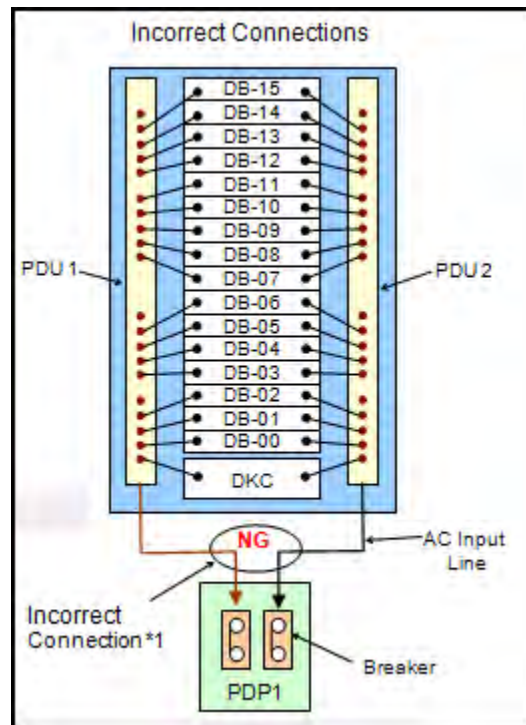 Incorrect Connections
DB-15
DB-14
DB-13
DB-12
DB-11
DB-10
DB-09
DB-08
DB-07
DB-06
DB-05
DB-04
DB-03
DB-02
DB-01
DB-00
DKC
PDU 1
PDU 2
NG
AC Input
Line
Incorrect
Connection*1
Breaker
PDP1